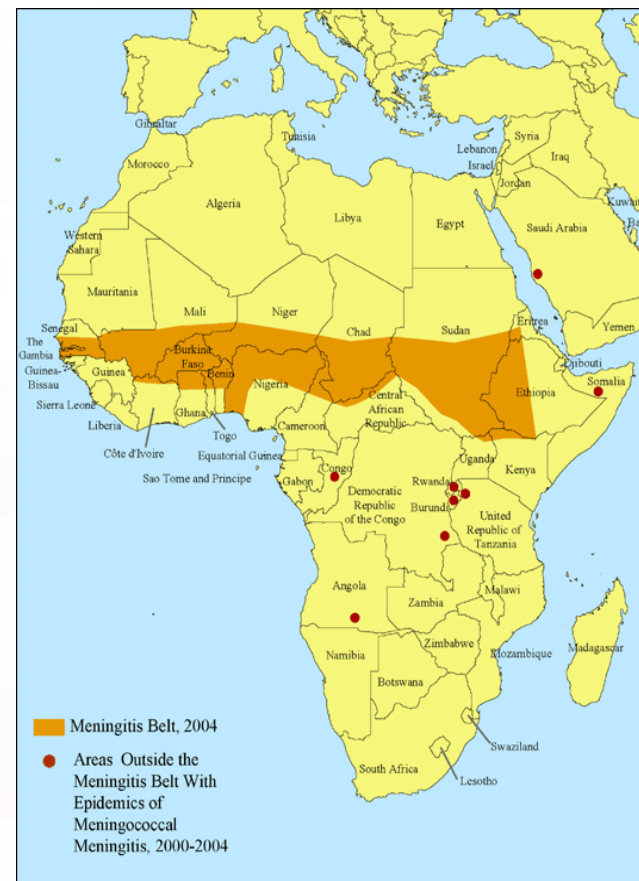 Gibraltar
Tunisia
Morocco
Algeria
Libya
Egypt
Lebanon
Israel
Syria
Jordan
Iraq
Kuwait
Ba
Saudi Arabia
Western
Sahara
Mauritania
Mali
Niger
Chad
Sudan
Eritrea
Yemen
Djibouti
Somalia
Senegal
The
Gambia
Guinea-
Bissau
Guinea
Sierra Leone
Liberia
Côte d'Ivoire
Burkina
Faso
Benin
Ghana
Togo
Nigeria
Cameroon
Central
African
Republic
Ethiopia
Equatorial Guinea
Sao Tome and Principe
Gabon
Congo
Democratic
Republic
of the Congo
Uganda
Kenya
Rwanda
Burundi
United
Republic of
Tanzania
Angola
Zambia
Malawi
Namibia
Zimbabwe
Mozambique
Madagascar
Botswana
Swaziland
Lesotho
South Africa
Meningitis Belt, 2004
Areas Outside the
Meningitis Belt With
Epidemics of
Meningococcal
Meningitis, 2000-2004